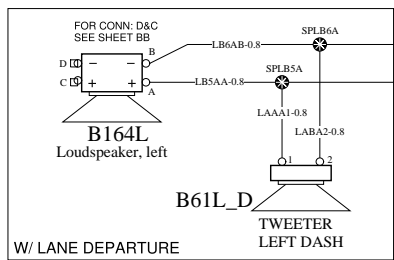 FOR CONN: D&C
SEE SHEET BB
SPLB6A
B
LB6AB-0.8
D
SPLB5A
C
LB5AA-0.8
A
LAAA1-0.8
LABA2-0.8
B164L
Loudspeaker, left
1
2
B61L_D
TWEETER
LEFT DASH
W/ LANE DEPARTURE